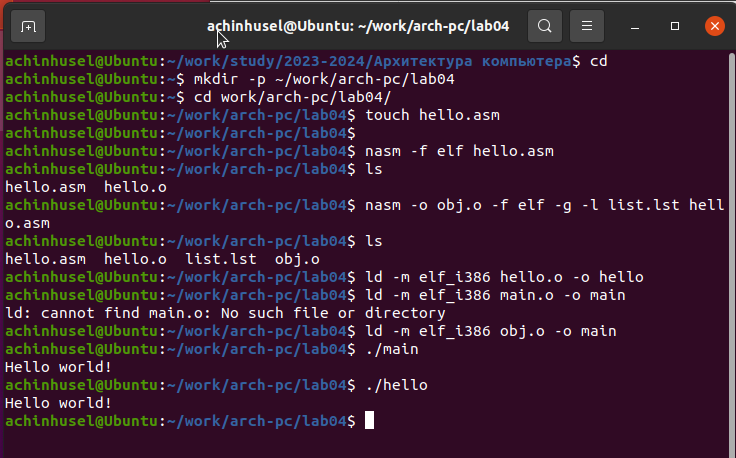 achinhusel@Ubuntu: ~/work/arch-pc/lab04
achinhusel@Ubuntu:~/work/study/2023-2024/Архитектура компьютера$ cd
achinhusel@Ubuntu:~$ mkdir -p ~/work/arch-pc/lab04
achinhusel@Ubuntu:~$ cd work/arch-pc/lab04/
achinhusel@Ubuntu:~/work/arch-pc/lab04$ touch hello.asm
achinhusel@Ubuntu:~/work/arch-pc/lab04$
achinhusel@Ubuntu:~/work/arch-pc/lab04$ nasm -f elf hello.asm
achinhusel@Ubuntu:~/work/arch-pc/lab04$ ls
hello.asm  hello.o
achinhusel@Ubuntu:~/work/arch-pc/lab04$ nasm -o obj.o -f elf -g -l list.lst hell
o.asm
achinhusel@Ubuntu:~/work/arch-pc/lab04$ ls
hello.asm  hello.o  list.lst  obj.o
achinhusel@Ubuntu:~/work/arch-pc/lab04$ ld -m elf_i386 hello.o -o hello
achinhusel@Ubuntu:~/work/arch-pc/lab04$ ld -m elf_i386 main.o -o main
ld: cannot find main.o: No such file or directory
achinhusel@Ubuntu:~/work/arch-pc/lab04$ ld -m elf_i386 obj.o -o main
achinhusel@Ubuntu:~/work/arch-pc/lab04$ ./main
Hello world!
achinhusel@Ubuntu:~/work/arch-pc/lab04$ ./hello
Hello world!
achinhusel@Ubuntu:~/work/arch-pc/lab04$